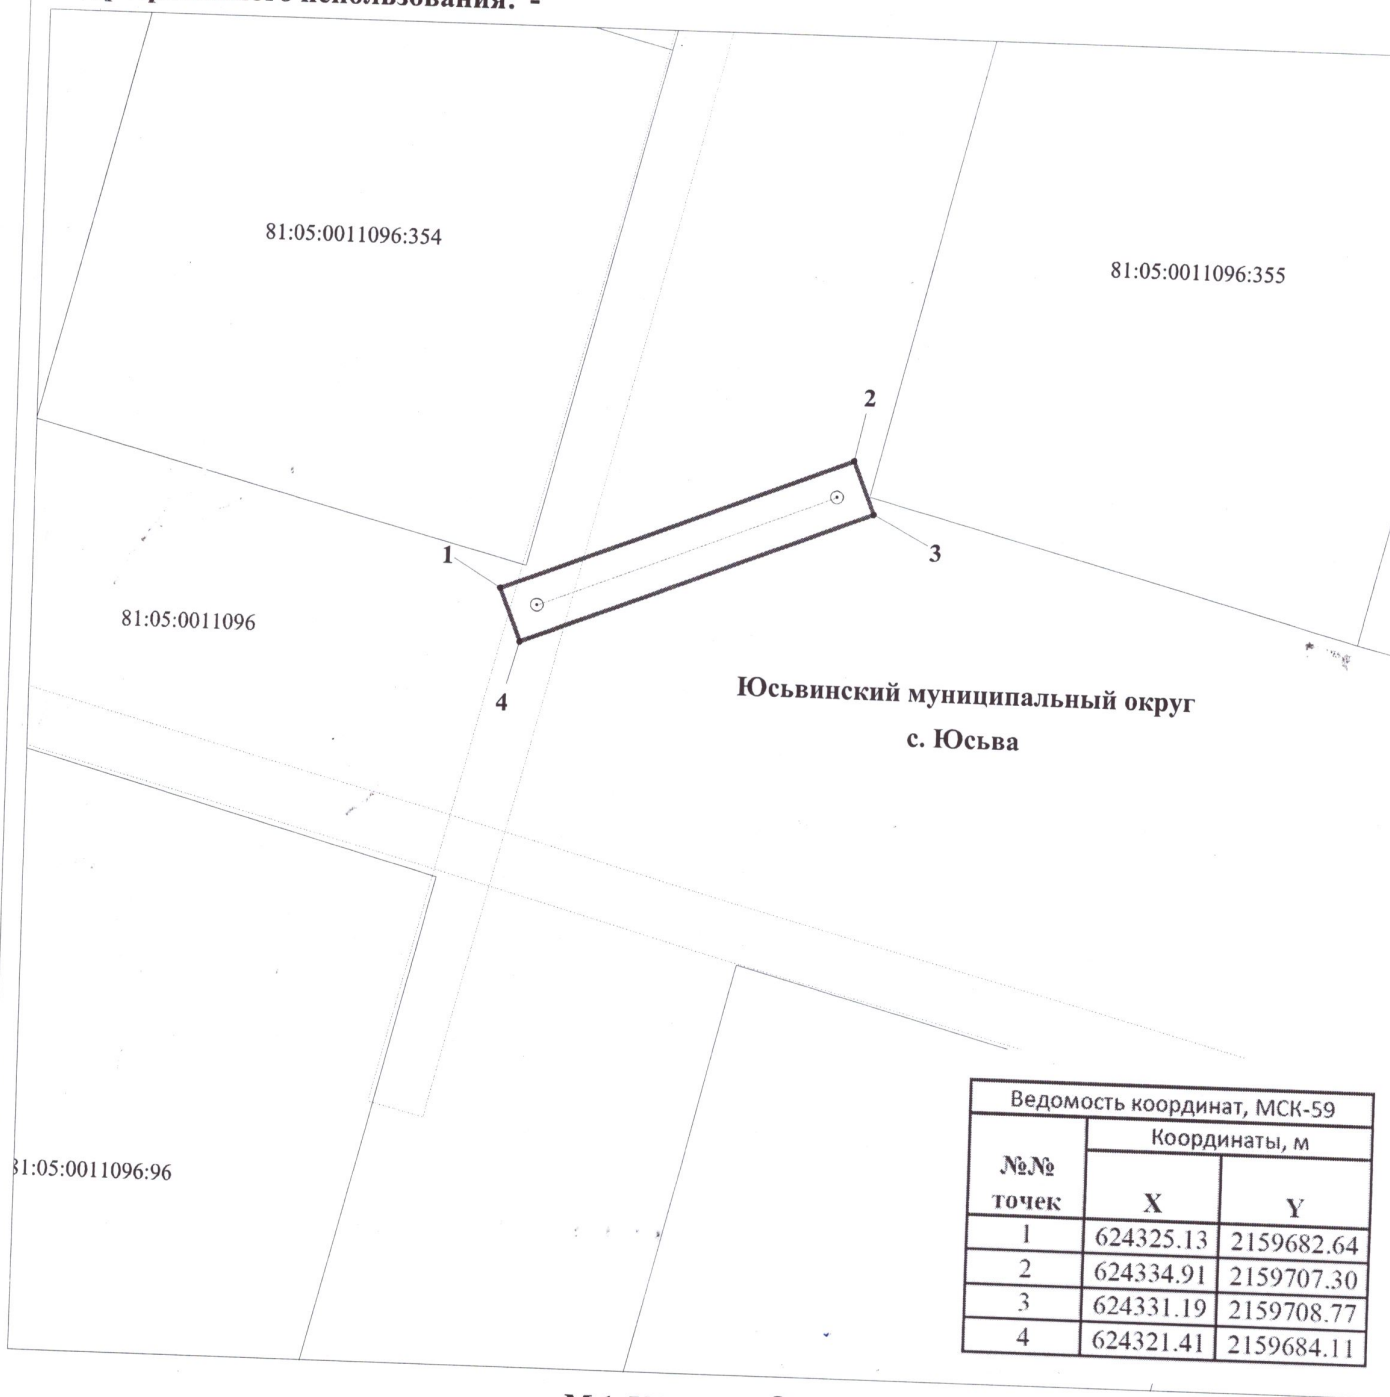 использования: -
81:05:0011096:354
81:05:0011096:355
2
1
3
81:05:0011096
4
Юсьвинский муниципальный округ
с. Юсьва
81:05:0011096:96
Ведомость координат, МСК-59
№№ точек
Координаты, м
X Y
1 624325.13 2159682.64
2 624334.91 2159707.30
3 624331.19 2159708.77
4 624321.41 2159684.11